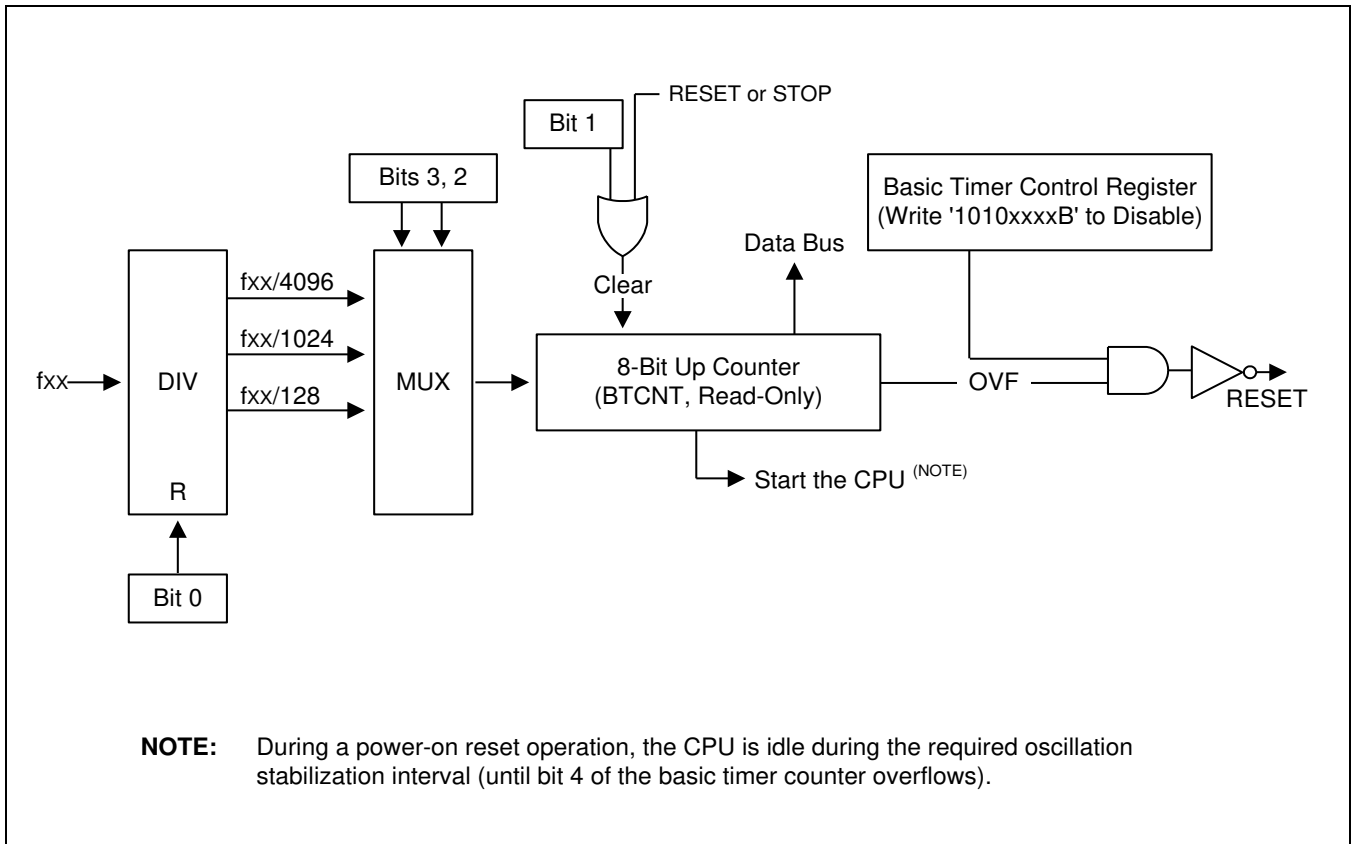 RESET or STOP
Bit 1
Bits 3, 2
Basic Timer Control Register
(Write '1010xxxxB' to Disable)
Data Bus
Clear
fxx/4096
fxx/1024
fxx/128
fxx
DIV
R
MUX
8-Bit Up Counter
(BTCNT, Read-Only)
OVF
RESET
Start the CPU (NOTE)
Bit 0
NOTE: During a power-on reset operation, the CPU is idle during the required oscillation
stabilization interval (until bit 4 of the basic timer counter overflows).